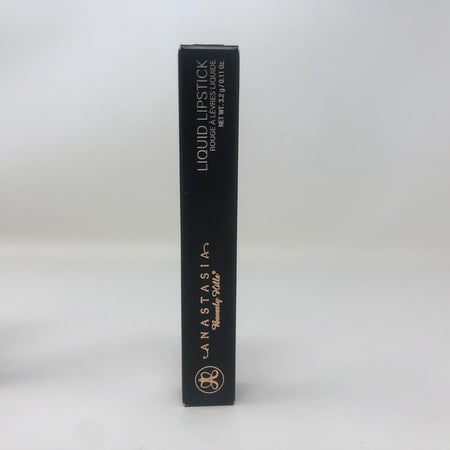 LIQUID LIPSTICK
ROUGE À LÈVRES LIQUIDE
NET WT. 3.2 g / 0.11 Oz.
ANASTASIA
Beverly Hills®